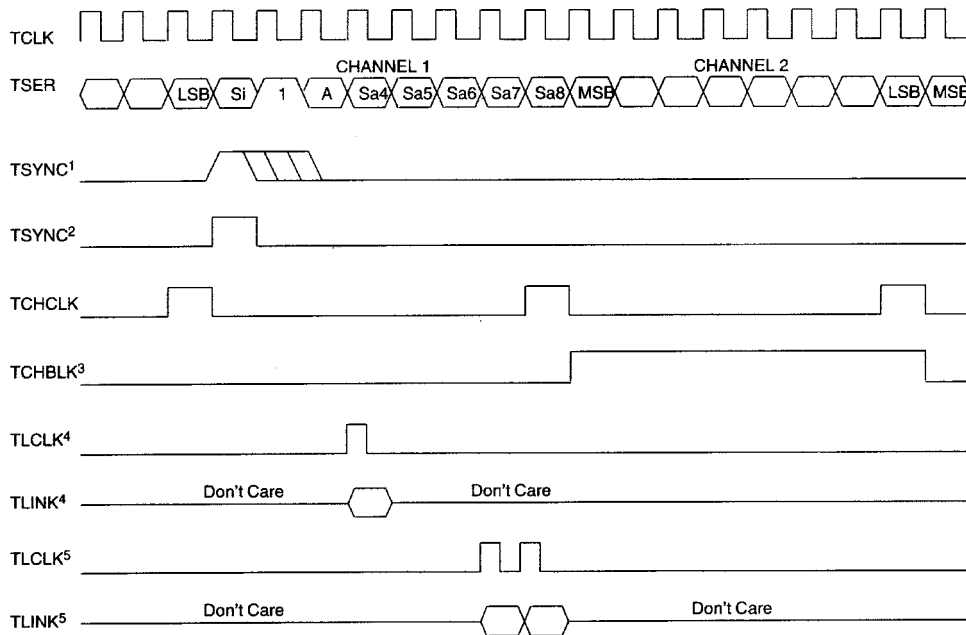 TCLK
CHANNEL 1 CHANNEL 2
TSER LSB Si 1 A Sa4 Sa5 Sa6 Sa7 Sa8 MSB LSB MSB
TSYNC¹
TSYNC²
TCHCLK
TCHBLK³
TLCLK⁴
Don't Care Don't Care
TLINK⁴
TLCLK⁵
Don't Care Don't Care
TLINK⁵